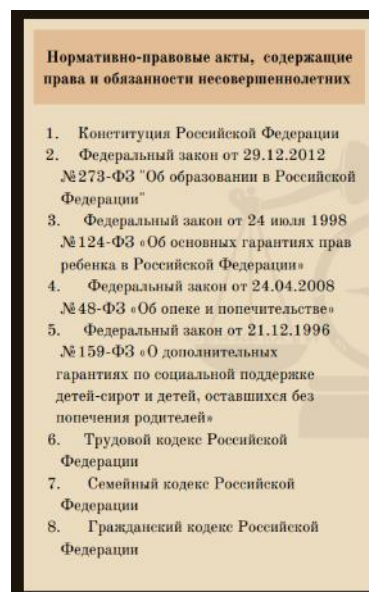 Нормативно-правовые акты, содержащие
права и обязанности несовершеннолетних
1. Конституция Российской Федерации
2. Федеральный закон от 29.12.2012
№273-ФЗ "Об образовании в Российской
Федерации"
3. Федеральный закон от 24 июля 1998
№124-ФЗ «Об основных гарантиях прав
ребенка в Российской Федерации»
4. Федеральный закон от 24.04.2008
№48-ФЗ «Об опеке и попечительстве»
5. Федеральный закон от 21.12.1996
№159-ФЗ «О дополнительных
гарантиях по социальной поддержке
детей-сирот и детей, оставшихся без
попечения родителей»
6. Трудовой кодекс Российской
Федерации
7. Семейный кодекс Российской
Федерации
8. Гражданский кодекс Российской
Федерации